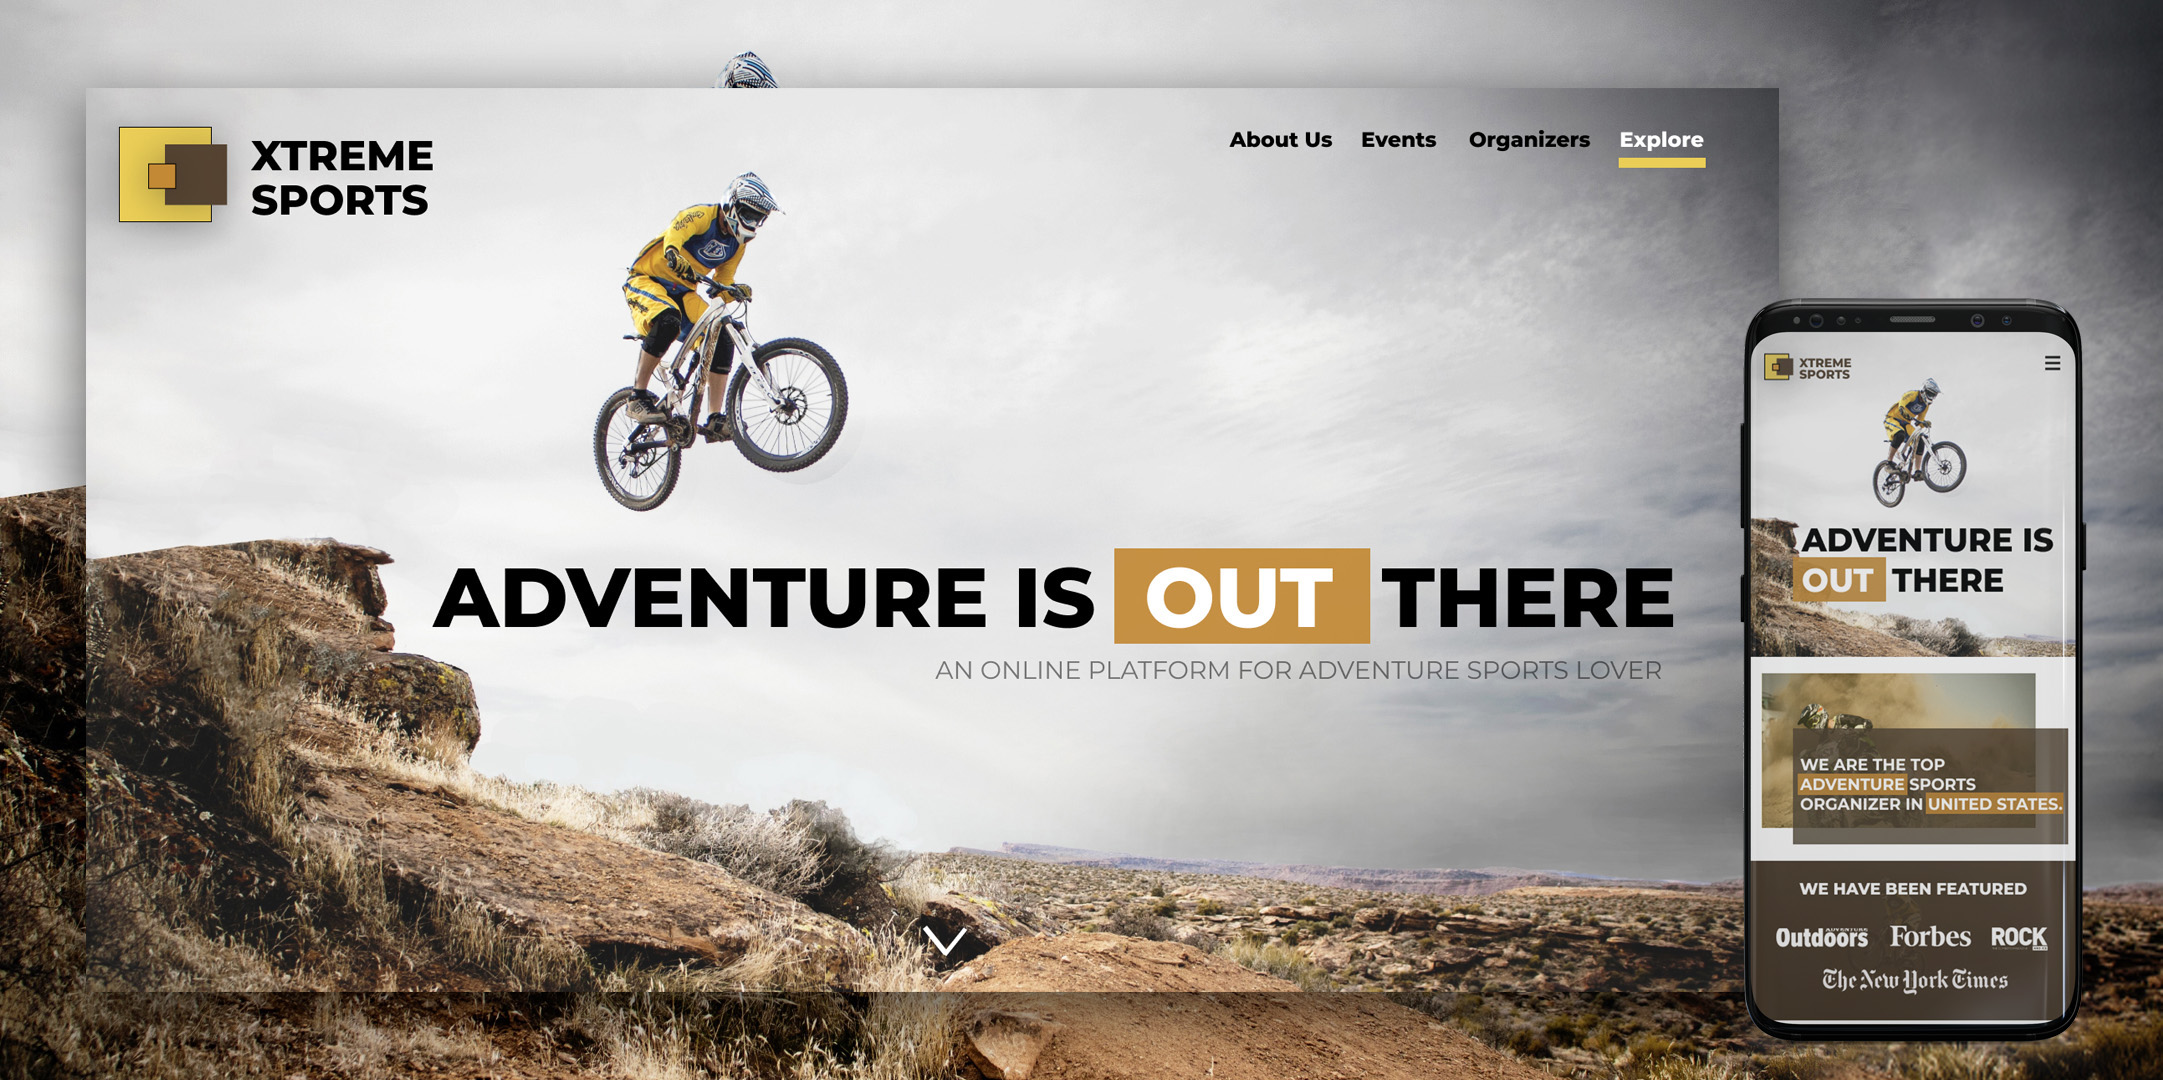 XTREME
SPORTS
About Us Events Organizers Explore
ADVENTURE IS OUT THERE
AN ONLINE PLATFORM FOR ADVENTURE SPORTS LOVER
XTREME
SPORTS
ADVENTURE IS
OUT THERE
WE ARE THE TOP
ADVENTURE SPORTS
ORGANIZER IN UNITED STATES.
WE HAVE BEEN FEATURED
ADVENTURE
Outdoors Forbes ROCK
The New York Times